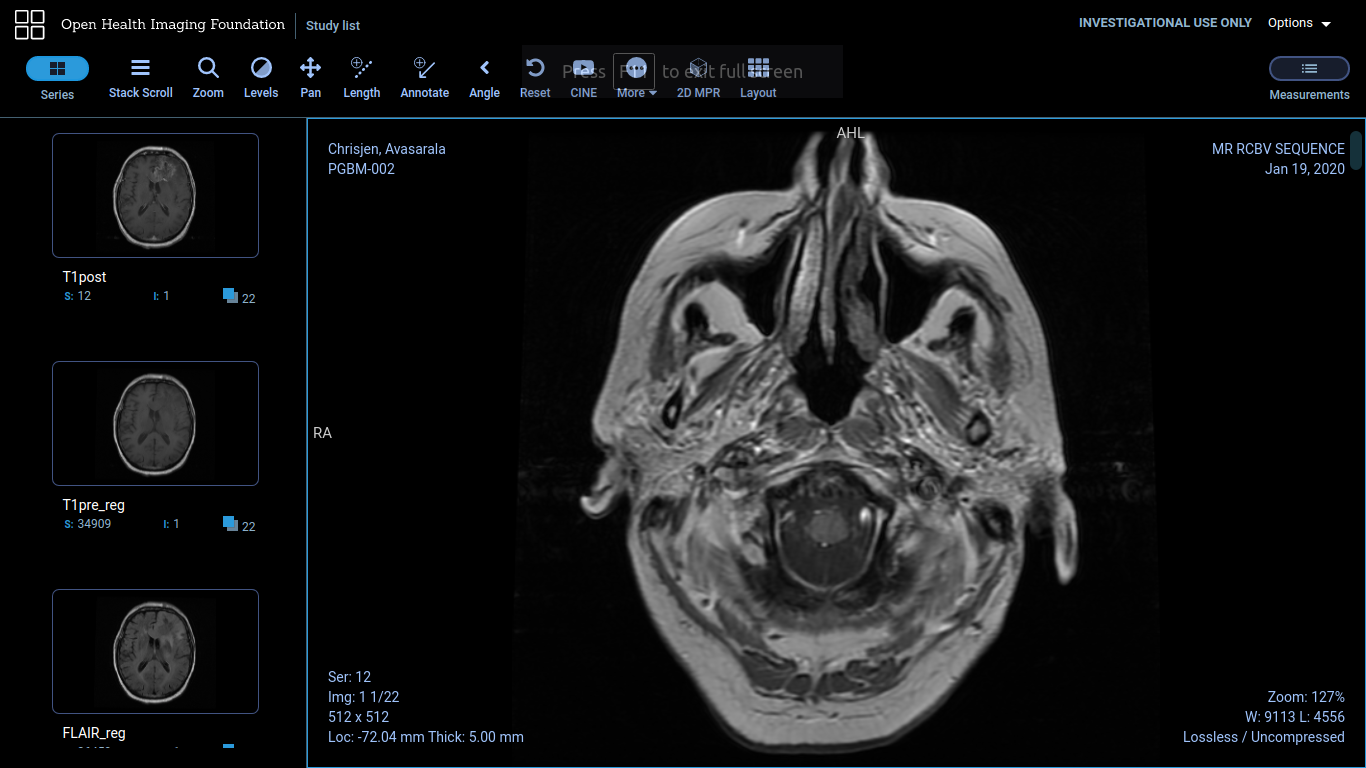 Open Health Imaging Foundation
Study list
INVESTIGATIONAL USE ONLY
Options
Series
Stack Scroll
Zoom
Levels
Pan
Length
Annotate
Angle
Reset
CINE
More
2D MPR
Layout
Measurements
Press F11 to exit full screen
T1post
S: 12 I: 1 22
T1pre_reg
S: 34909 I: 1 22
FLAIR_reg
Chrisjen, Avasarala
PGBM-002
AHL
MR RCBV SEQUENCE
Jan 19, 2020
RA
Ser: 12
Img: 1 1/22
512 x 512
Loc: -72.04 mm Thick: 5.00 mm
Zoom: 127%
W: 9113 L: 4556
Lossless / Uncompressed